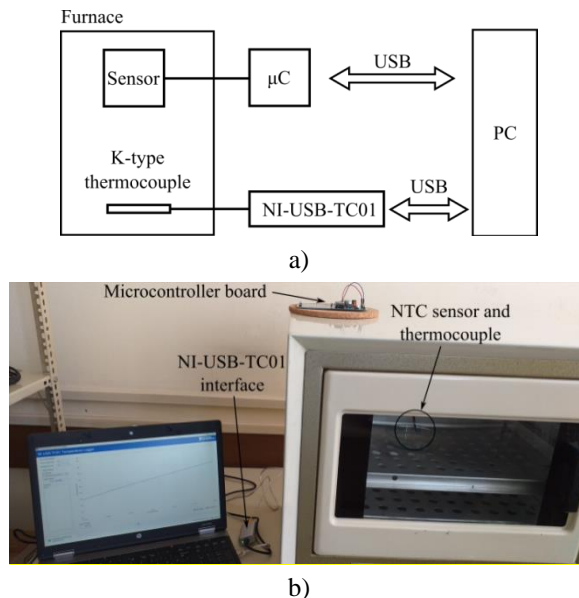 Furnace
Sensor
μC
USB
PC
K-type
thermocouple
NI-USB-TC01
USB
a)
Microcontroller board
NTC sensor and
thermocouple
NI-USB-TC01
interface
b)